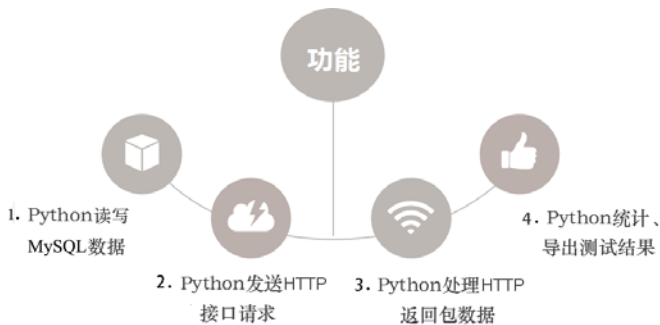 功能
1. Python读写
MySQL数据
2. Python发送HTTP
接口请求
3. Python处理HTTP
返回包数据
4. Python统计、
导出测试结果